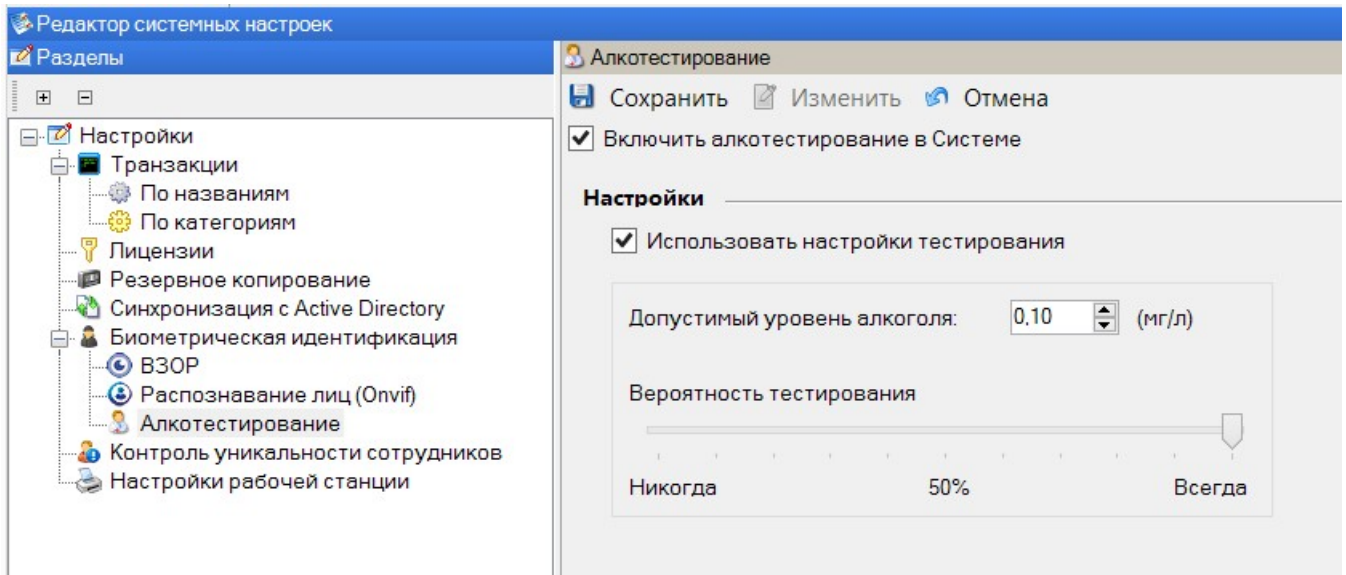 Редактор системных настроек
Разделы
Настройки
Транзакции
По названиям
По категориям
Лицензии
Резервное копирование
Синхронизация с Active Directory
Биометрическая идентификация
ВЗОР
Распознавание лиц (Onvif)
Алкотестирование
Контроль уникальности сотрудников
Настройки рабочей станции
Алкотестирование
Сохранить Изменить Отмена
Включить алкотестирование в Системе
Настройки
Использовать настройки тестирования
Допустимый уровень алкоголя: 0,10 (мг/л)
Вероятность тестирования
Никогда 50% Всегда